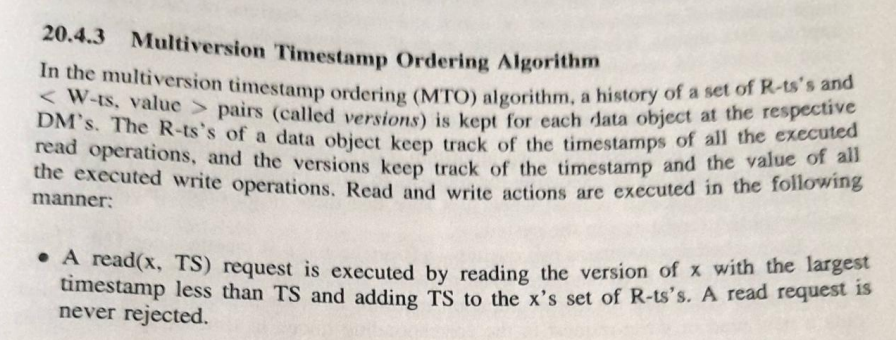 20.4.3 Multiversion Timestamp Ordering Algorithm
In the multiversion timestamp ordering (MTO) algorithm, a history of a set of R-ts's and
< W-ts, value > pairs (called versions) is kept for each data object at the respective
DM's. The R-ts's of a data object keep track of the timestamps of all the executed
read operations, and the versions keep track of the timestamp and the value of all
the executed write operations. Read and write actions are executed in the following
manner:
• A read(x, TS) request is executed by reading the version of x with the largest
timestamp less than TS and adding TS to the x's set of R-ts's. A read request is
never rejected.